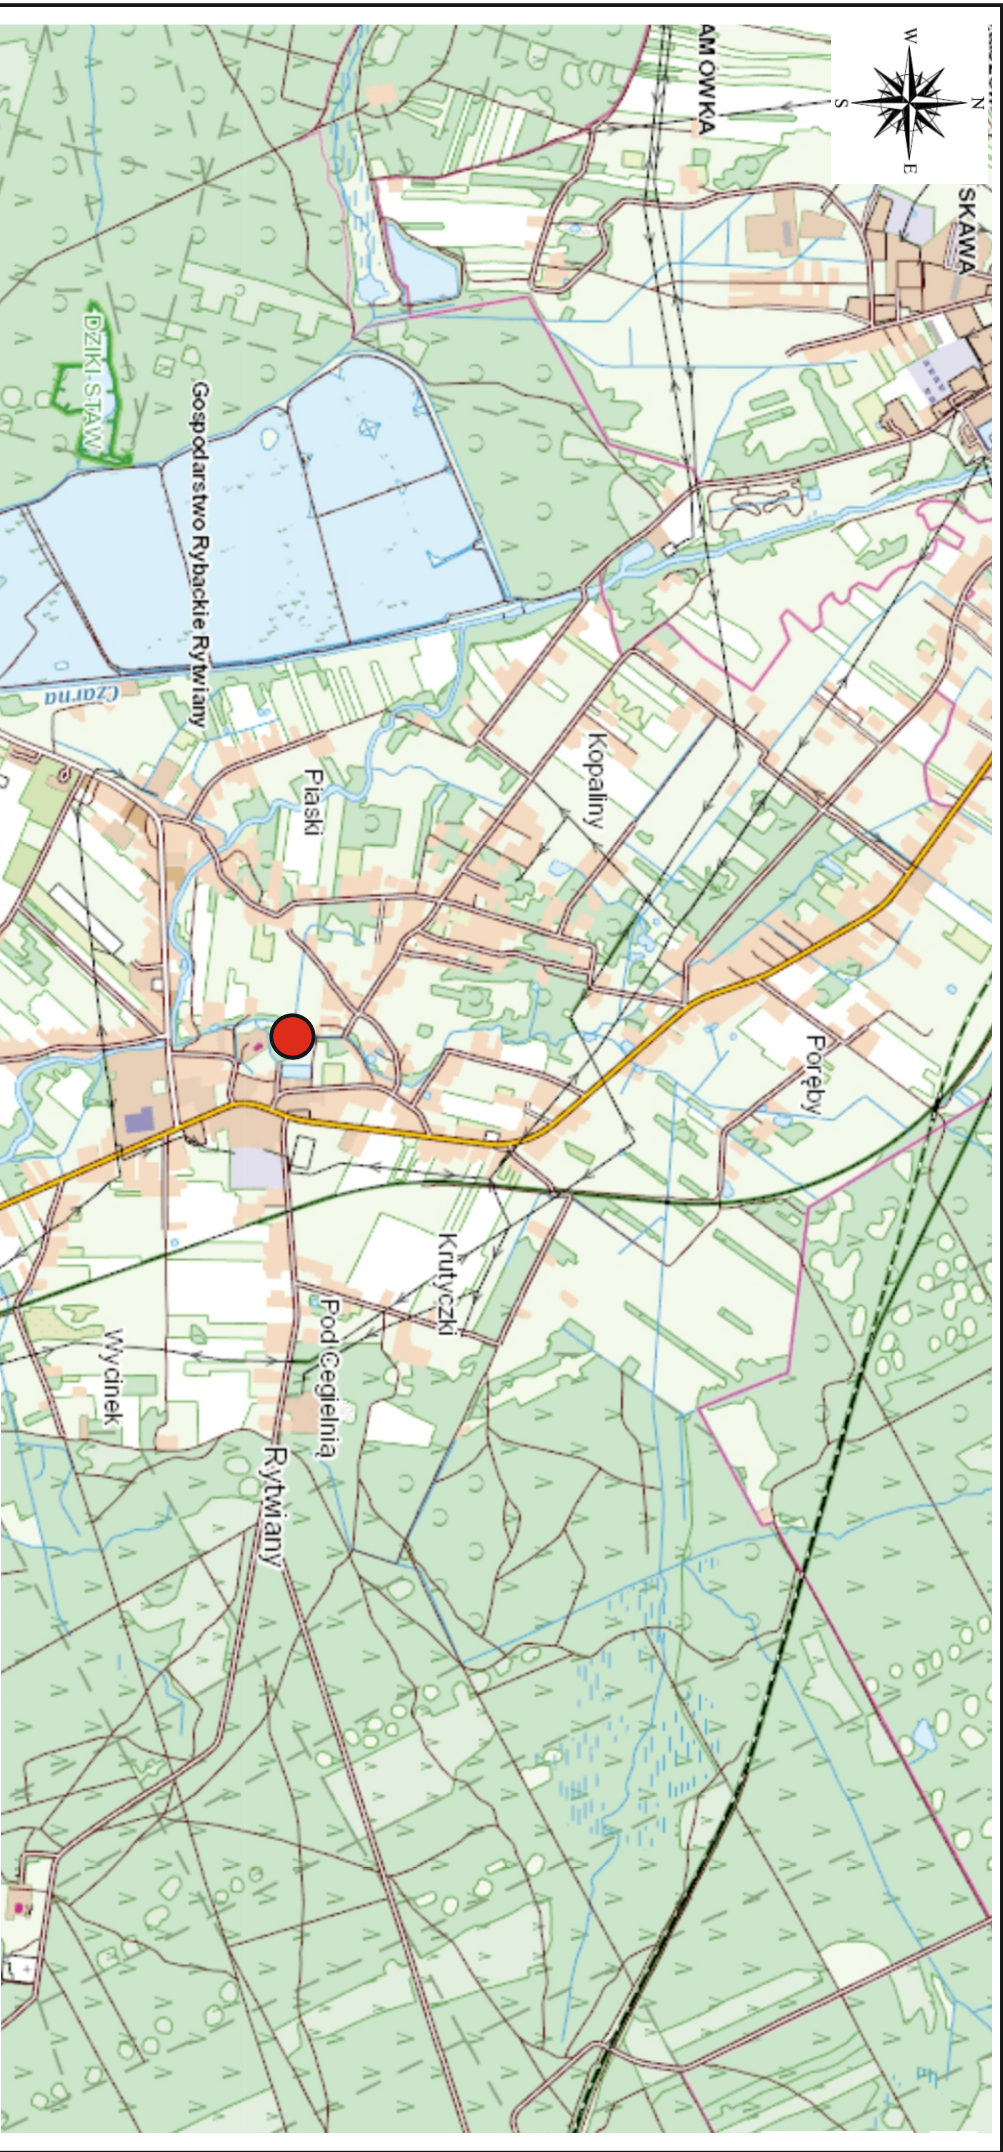 N
W
E
S
SKAWA
AMÓWKA
Poręby
Kopaliny
Krutyczki
Piaski
Pod Cegielnią
Rytwiany
Gospodarstwo Rybackie Rytwiany
Wycinek
DZIKI STAW
Czarna